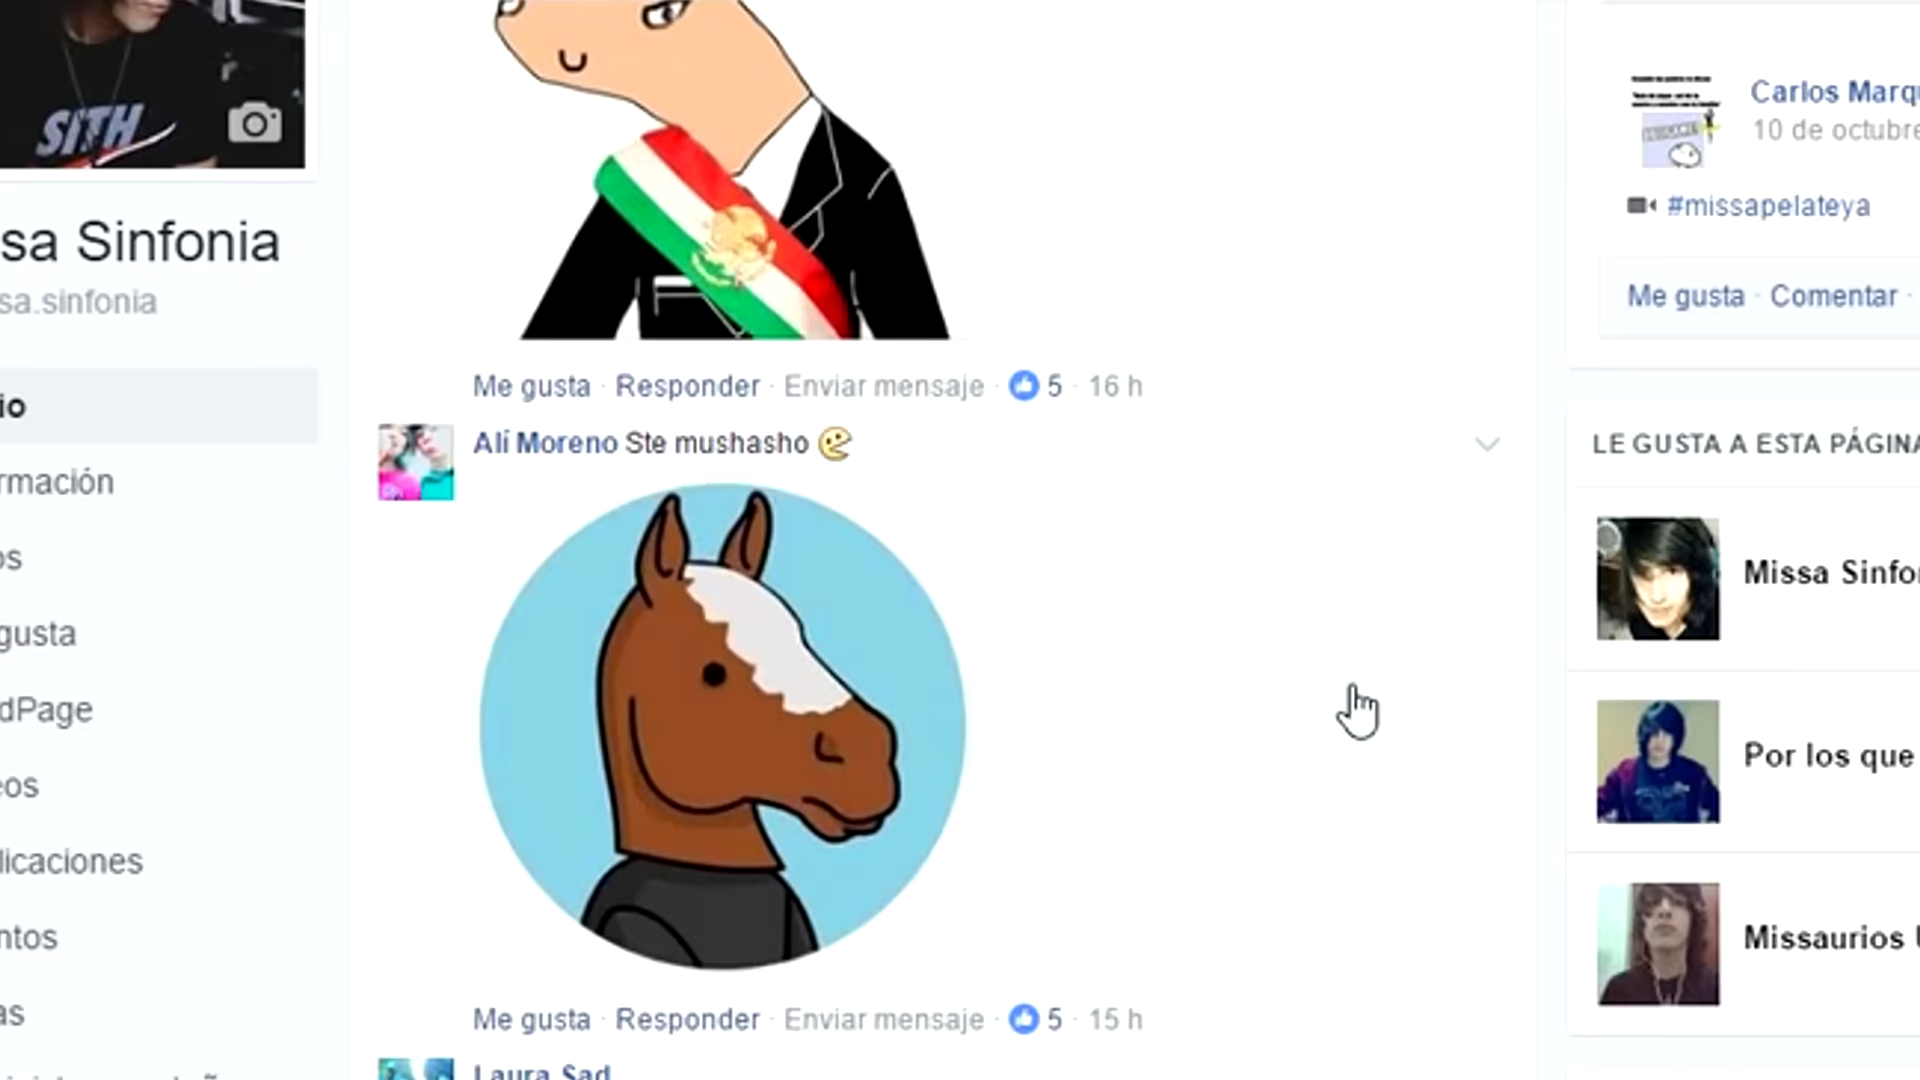 SITH
sa Sinfonia
sa.sinfonia
io
rmación
os
gusta
dPage
eos
licaciones
ntos
as
Me gusta · Responder · Enviar mensaje · 5 · 16 h
Alí Moreno Ste mushasho
Me gusta · Responder · Enviar mensaje · 5 · 15 h
Laura Sad
Carlos Marqu
10 de octubre
#missapelateya
Me gusta · Comentar ·
LE GUSTA A ESTA PÁGINA
Missa Sinfo
Por los que
Missaurios